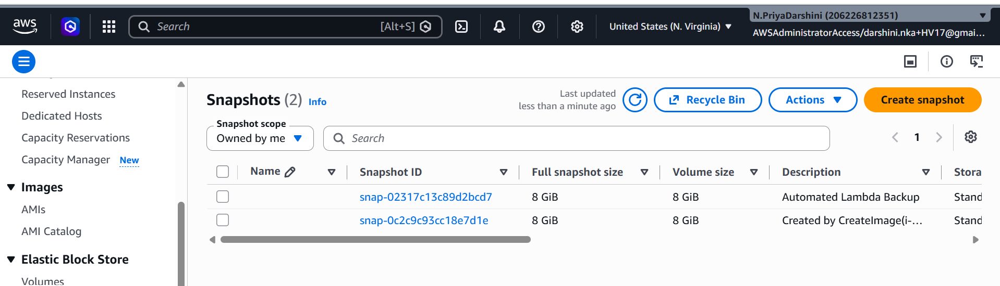 aws
Search [Alt+S]
United States (N. Virginia)
N.PriyaDarshini (206226812351)
AWSAdministratorAccess/darshini.nka+HV17@gmai...
Reserved Instances
Dedicated Hosts
Capacity Reservations
Capacity Manager New
Images
AMIs
AMI Catalog
Elastic Block Store
Volumes
Snapshots (2) Info
Last updated
less than a minute ago
Recycle Bin
Actions
Create snapshot
Snapshot scope
Owned by me
Search
1
Name Snapshot ID Full snapshot size Volume size Description Stora
snap-02317c13c89d2bcd7 8 GiB 8 GiB Automated Lambda Backup Stand
snap-0c2c9c93cc18e7d1e 8 GiB 8 GiB Created by CreateImage(i-... Stand